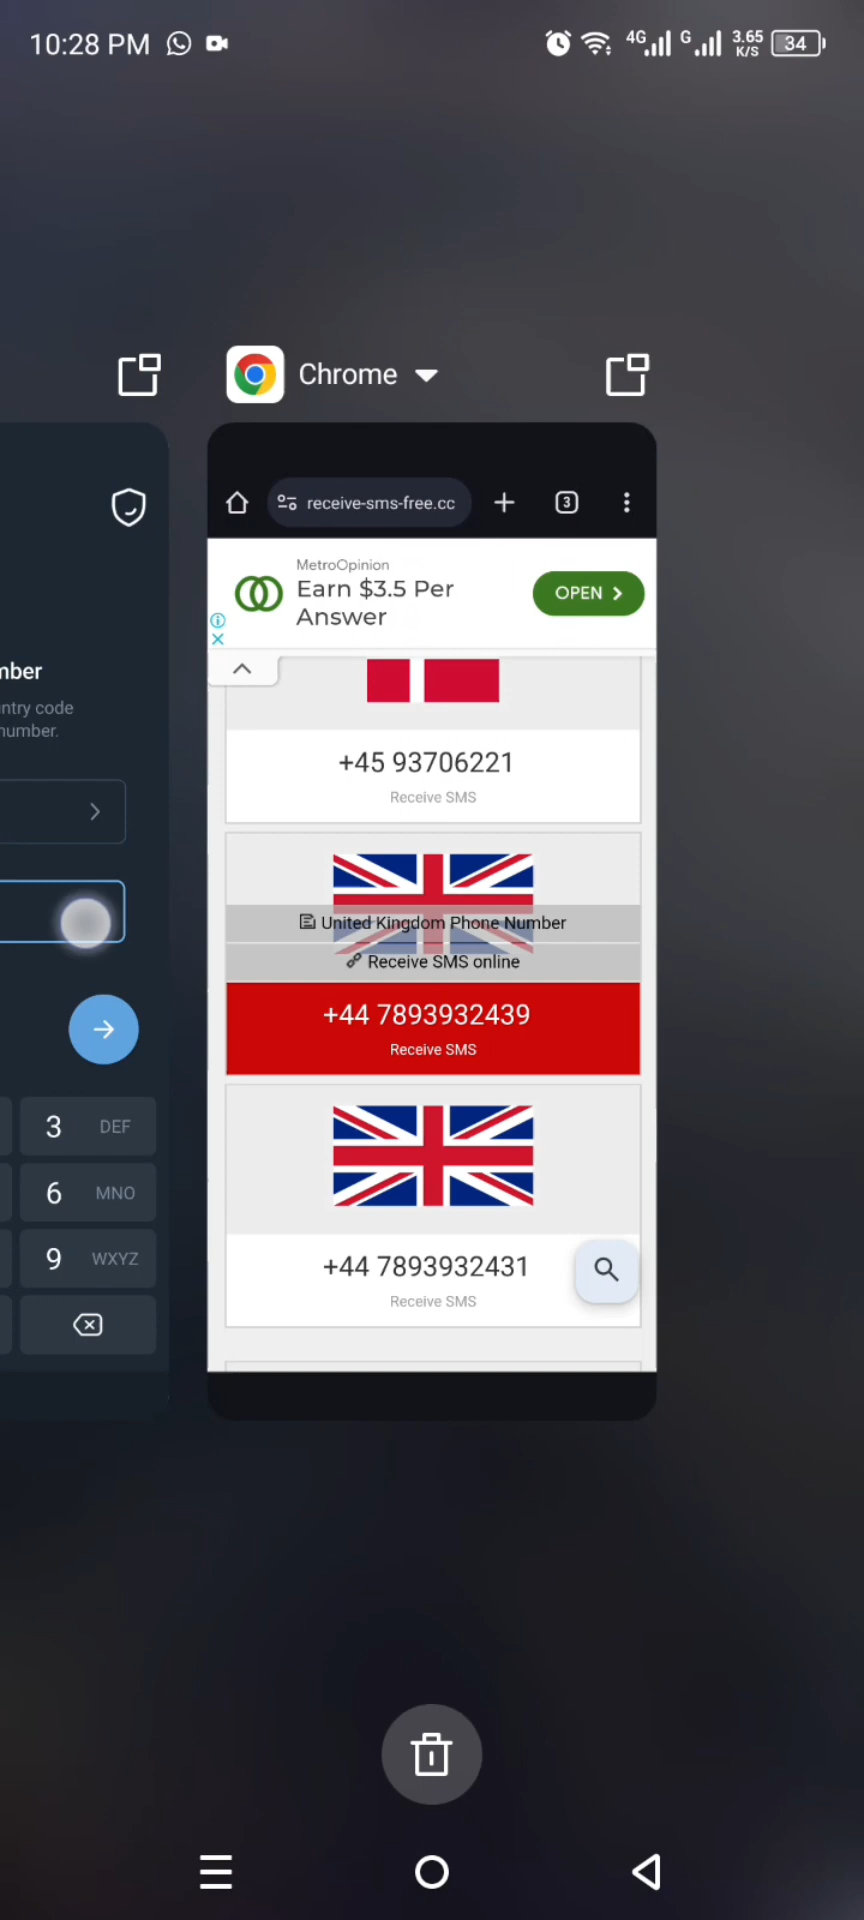 10:28 PM
4G
G
3.65
K/S
34
Chrome
receive-sms-free.cc
3
MetroOpinion
Earn $3.5 Per
Answer
OPEN
mber
ntry code
number.
+45 93706221
Receive SMS
United Kingdom Phone Number
Receive SMS online
+44 7893932439
Receive SMS
3 DEF
6 MNO
9 WXYZ
+44 7893932431
Receive SMS